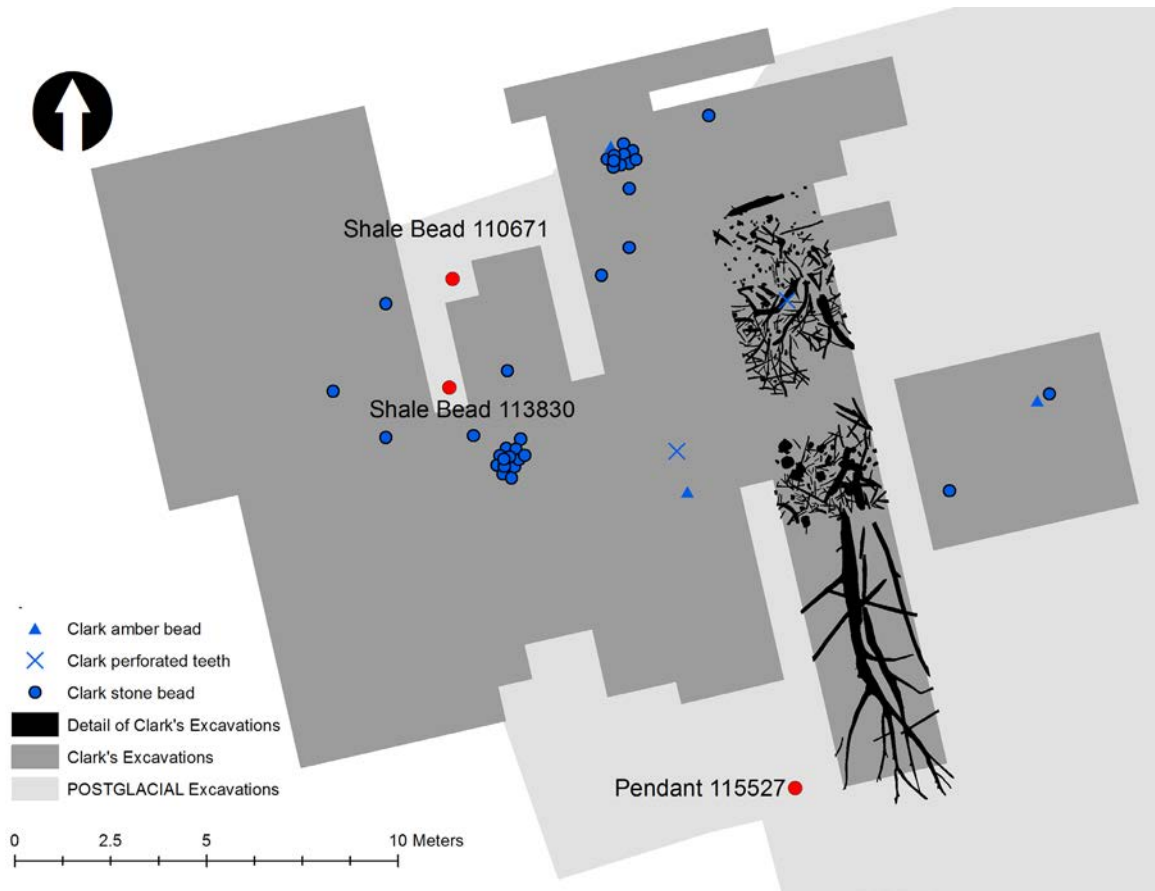 Shale Bead 110671
Shale Bead 113830
Clark amber bead
Clark perforated teeth
Clark stone bead
Detail of Clark's Excavations
Clark's Excavations
POSTGLACIAL Excavations
Pendant 115527
0 2.5 5 10 Meters